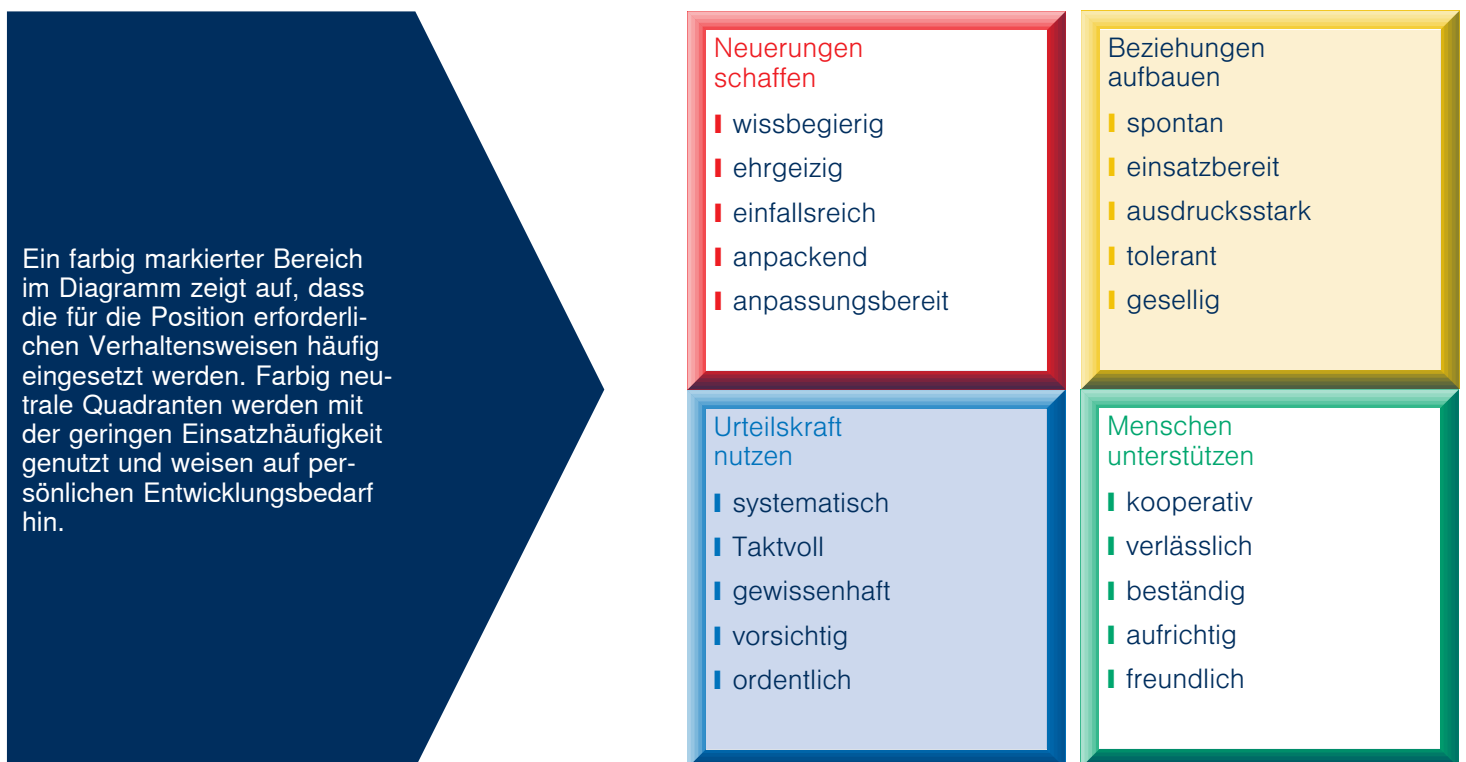 Ein farbig markierter Bereich
im Diagramm zeigt auf, dass
die für die Position erforderli-
chen Verhaltensweisen häufig
eingesetzt werden. Farbig neu-
trale Quadranten werden mit
der geringen Einsatzhäufigkeit
genutzt und weisen auf per-
sönlichen Entwicklungsbedarf
hin.
Neuerungen
schaffen
wissbegierig
ehrgeizig
einfallsreich
anpackend
anpassungsbereit
Beziehungen
aufbauen
spontan
einsatzbereit
ausdrucksstark
tolerant
gesellig
Urteilskraft
nutzen
systematisch
Taktvoll
gewissenhaft
vorsichtig
ordentlich
Menschen
unterstützen
kooperativ
verlässlich
beständig
aufrichtig
freundlich